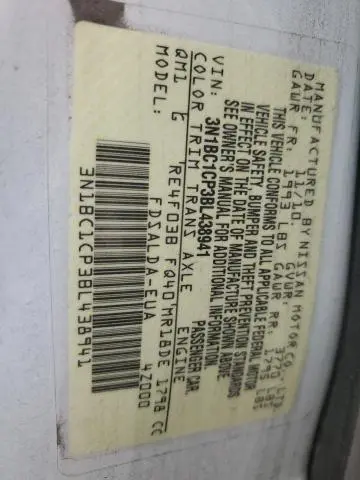 MANUFACTURED BY NISSAN MOTOR CO., LTD.
DATE: 11/10 GVWR: 3770 LBS
GAWR FR: 1993 LBS GAWR RR: 1795 LBS
THIS VEHICLE CONFORMS TO ALL APPLICABLE FEDERAL MOTOR
VEHICLE SAFETY, BUMPER AND THEFT PREVENTION STANDARDS
IN EFFECT ON THE DATE OF MANUFACTURE SHOWN ABOVE.
SEE OWNER'S MANUAL FOR ADDITIONAL INFORMATION.
VIN: 3N1BC1CP3BL438941 PASSENGER CAR
COLOR TRIM TRANS AXLE ENGINE
QM1 G RE4F03B FQ40 MR18DE 1798 CC
MODEL: FDSALDA-EUA 4Z000
3N1BC1CP3BL438941